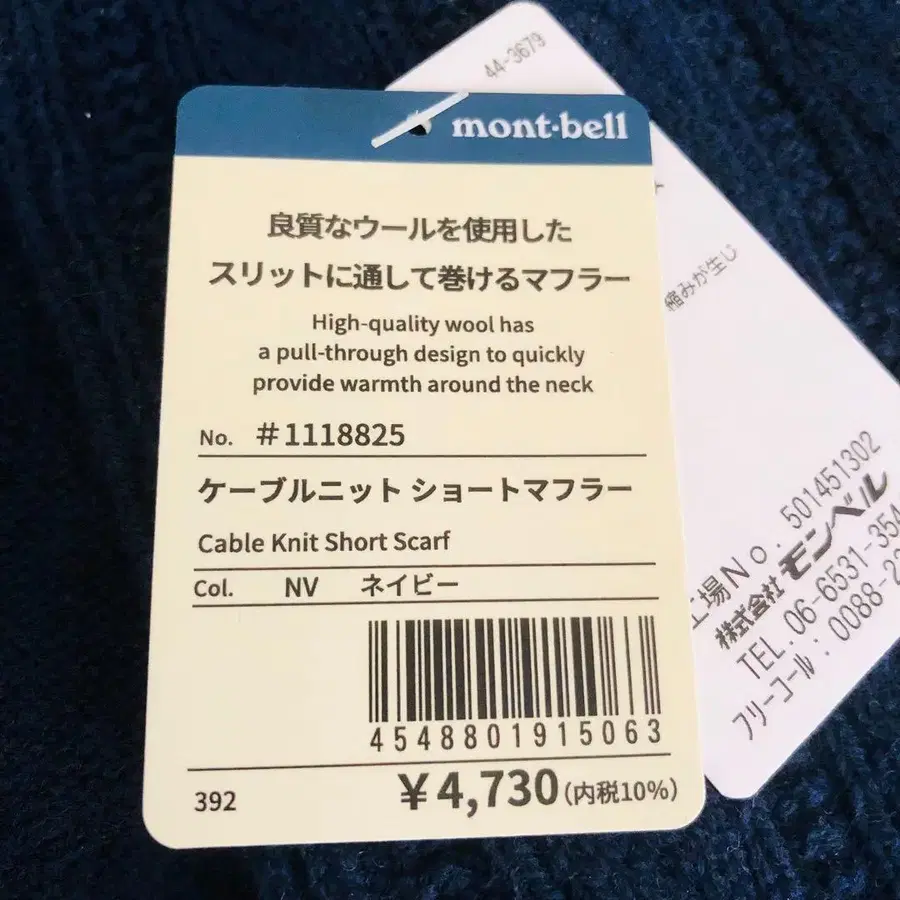 mont·bell
良質なウールを使用した
スリットに通して巻けるマフラー
High-quality wool has
a pull-through design to quickly
provide warmth around the neck
No. #1118825
ケーブルニット ショートマフラー
Cable Knit Short Scarf
Col. NV ネイビー
4548801915063
392 ¥4,730(内税10%)
44-3679
縮みが生じ
場No. 501451302
株式会社 モンベル
TEL. 06-6531-354
フリーコール : 0088-2